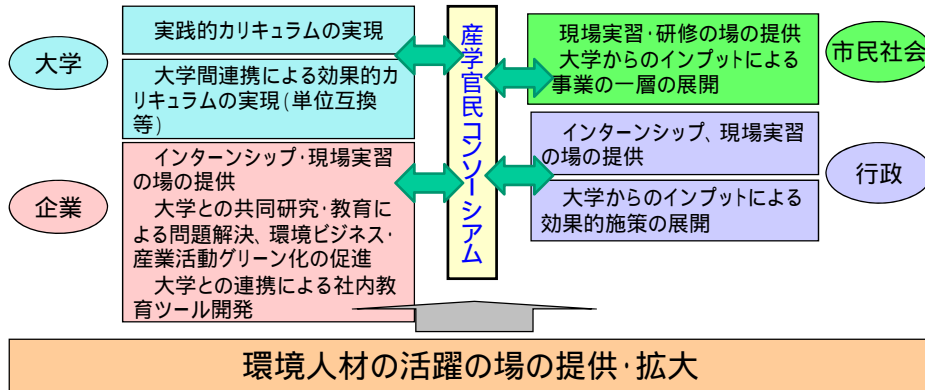 大学
実践的カリキュラムの実現
大学間連携による効果的カ
リキュラムの実現(単位互換
等)
企業
インターンシップ・現場実習
の場の提供
大学との共同研究・教育に
よる問題解決、環境ビジネス・
産業活動グリーン化の促進
大学との連携による社内教
育ツール開発
産学官民コンソーシアム
現場実習・研修の場の提供
大学からのインプットによる
事業の一層の展開
市民社会
インターンシップ、現場実習
の場の提供
大学からのインプットによる
効果的施策の展開
行政
環境人材の活躍の場の提供・拡大